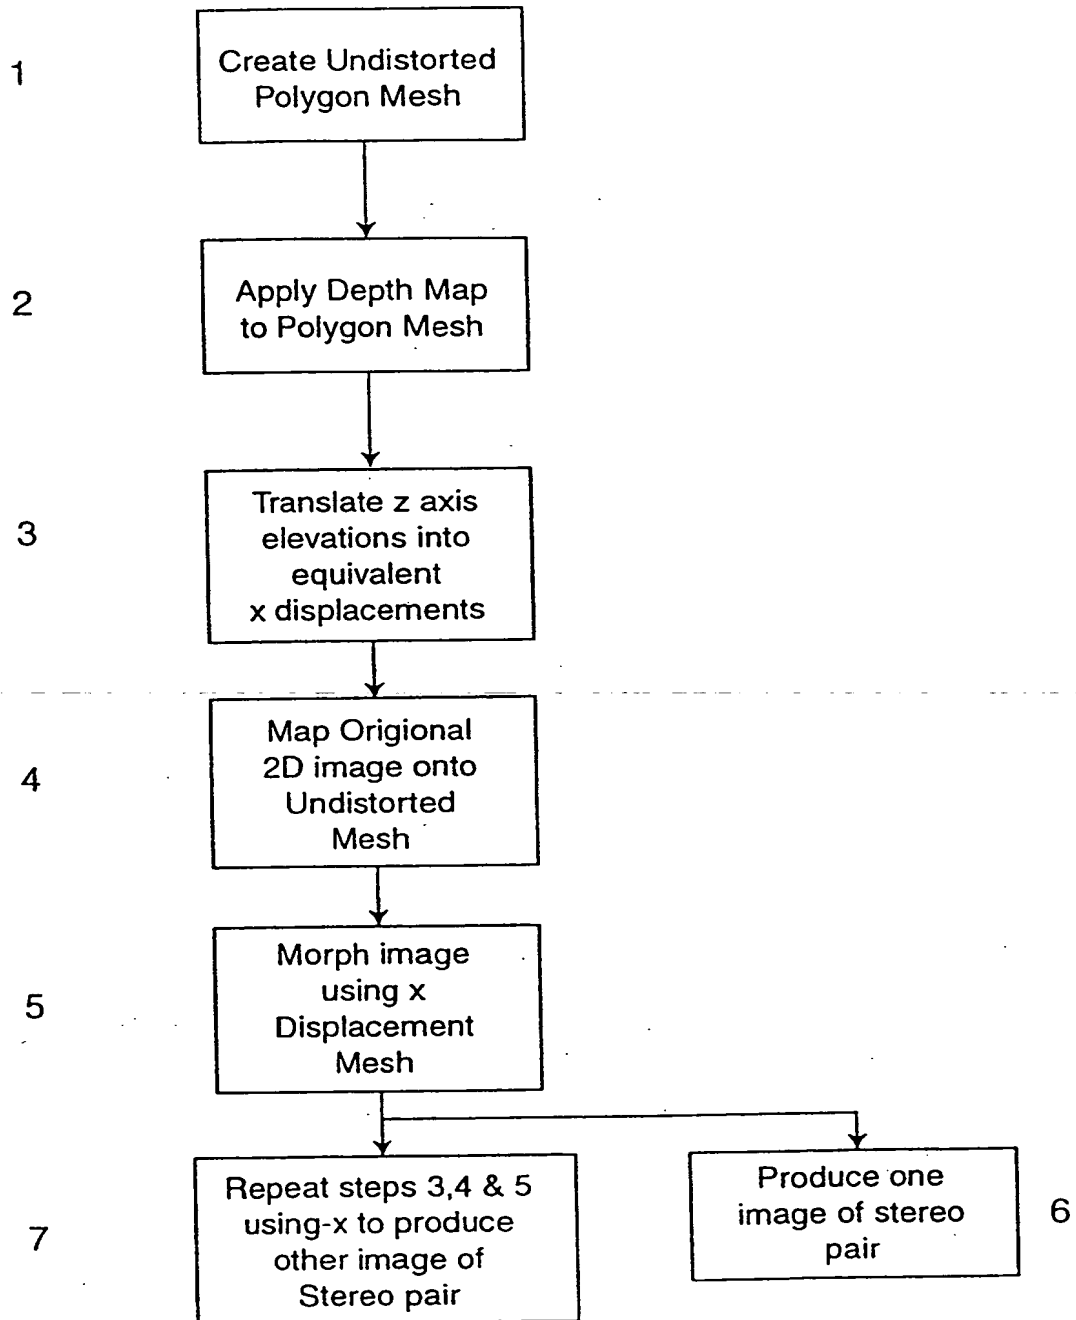 1
Create Undistorted
Polygon Mesh
2
Apply Depth Map
to Polygon Mesh
3
Translate z axis
elevations into
equivalent
x displacements
4
Map Origional
2D image onto
Undistorted
Mesh
5
Morph image
using x
Displacement
Mesh
7
Repeat steps 3,4 & 5
using-x to produce
other image of
Stereo pair
Produce one
image of stereo
pair
6